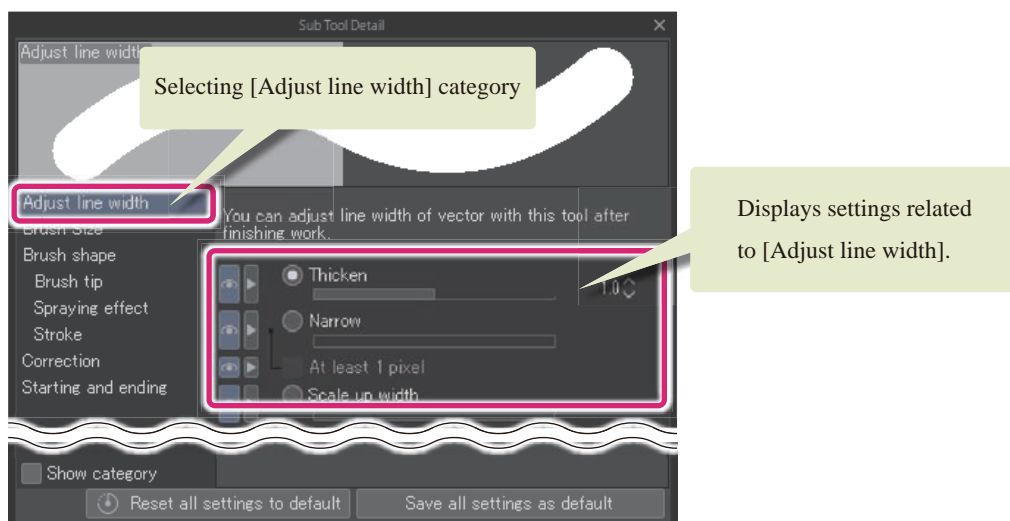 Sub Tool Detail
Adjust line width
Selecting [Adjust line width] category
Adjust line width
Brush Size
Brush shape
Brush tip
Spraying effect
Stroke
Correction
Starting and ending
You can adjust line width of vector with this tool after
finishing work.
Thicken
1.0
Narrow
At least 1 pixel
Scale up width
Displays settings related
to [Adjust line width].
Show category
Reset all settings to default
Save all settings as default